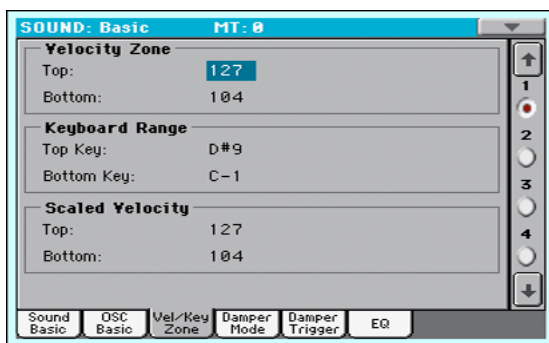 SOUND: Basic MT: 0
Velocity Zone
Top: 127
Bottom: 104
Keyboard Range
Top Key: D#9
Bottom Key: C-1
Scaled Velocity
Top: 127
Bottom: 104
1
2
3
4
Sound Basic OSC Basic Vel/Key Zone Damper Mode Damper Trigger EQ